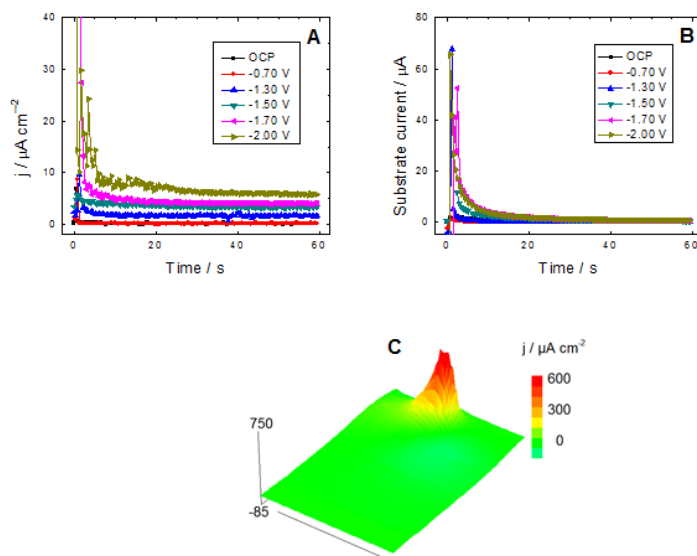 A
j / µA cm⁻²
40
30
20
10
0
OCP
-0.70 V
-1.30 V
-1.50 V
-1.70 V
-2.00 V
0
20
40
60
Time / s
B
Substrate current / µA
80
60
40
20
0
OCP
-0.70 V
-1.30 V
-1.50 V
-1.70 V
-2.00 V
0
20
40
60
Time / s
C
j / µA cm⁻²
600
300
0
750
-85